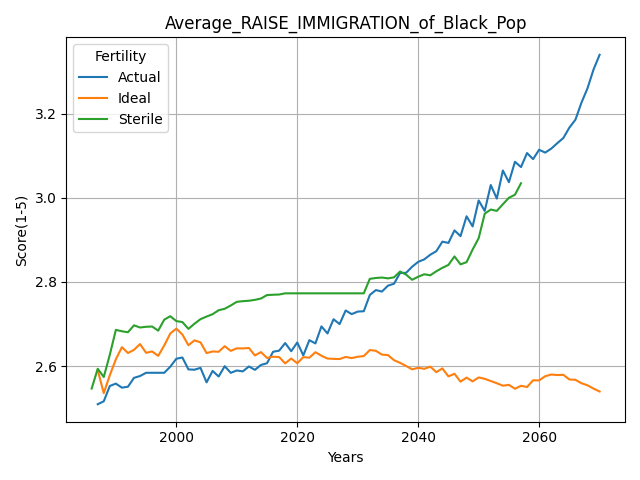 Average_RAISE_IMMIGRATION_of_Black_Pop
Fertility
Actual
Ideal
Sterile
Score(1-5)
3.2
3.0
2.8
2.6
2000
2020
2040
2060
Years